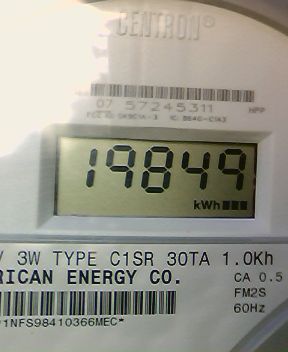 CENTRON®
07 57245311 HPP
19849
kWh
3W TYPE C1SR 30TA 1.0Kh
RICAN ENERGY CO. CA 0.5
FM2S
60Hz
*1NFS98410366MEC*